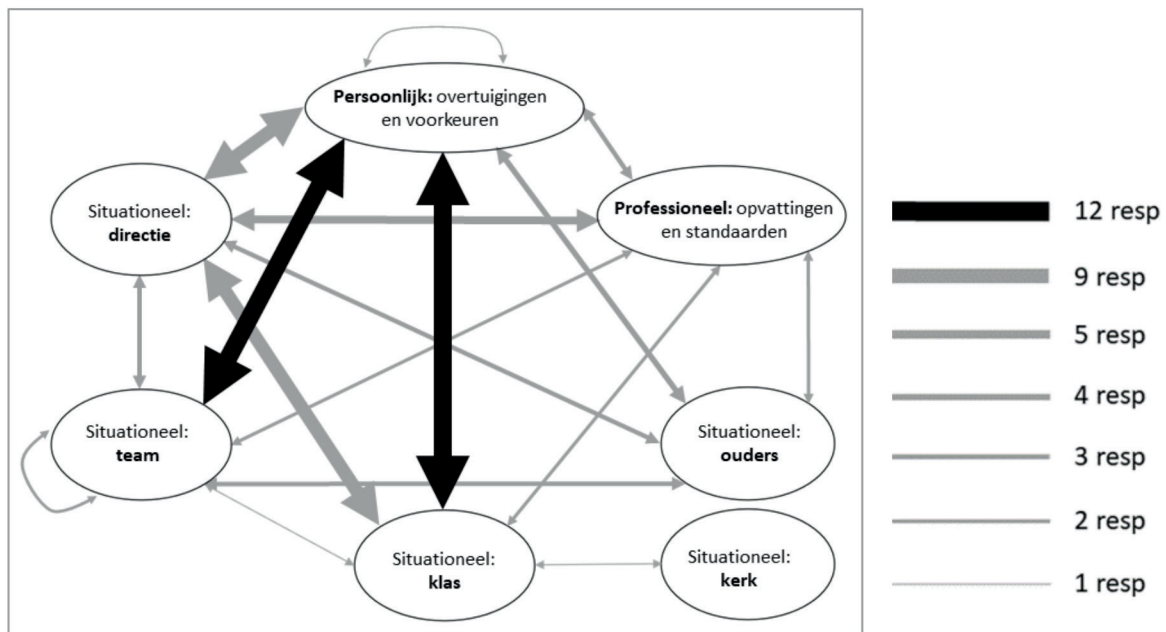 Persoonlijk: overtuigingen
en voorkeuren
Situationeel:
directie
Professioneel: opvattingen
en standaarden
Situationeel:
team
Situationeel:
ouders
Situationeel:
klas
Situationeel:
kerk
12 resp
9 resp
5 resp
4 resp
3 resp
2 resp
1 resp